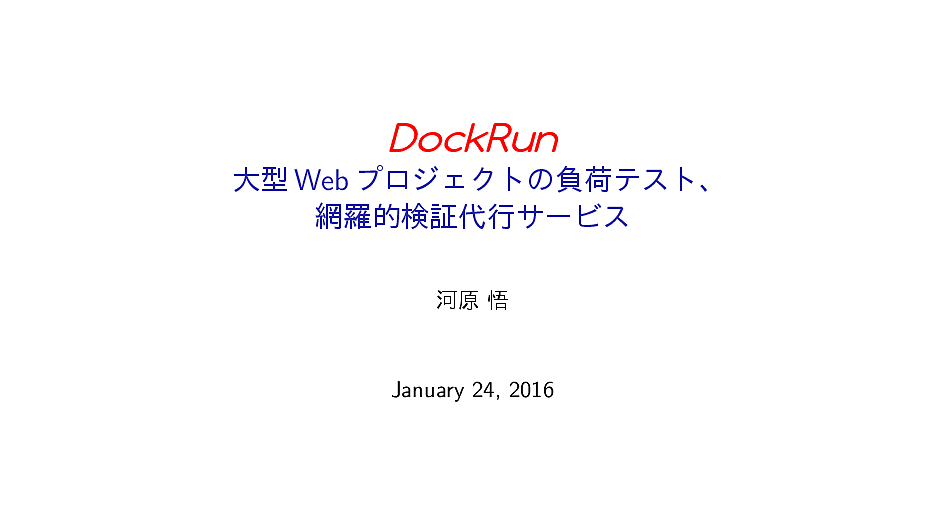 DockRun
大型 Web プロジェクトの負荷テスト、
網羅的検証代行サービス
河原 悟
January 24, 2016